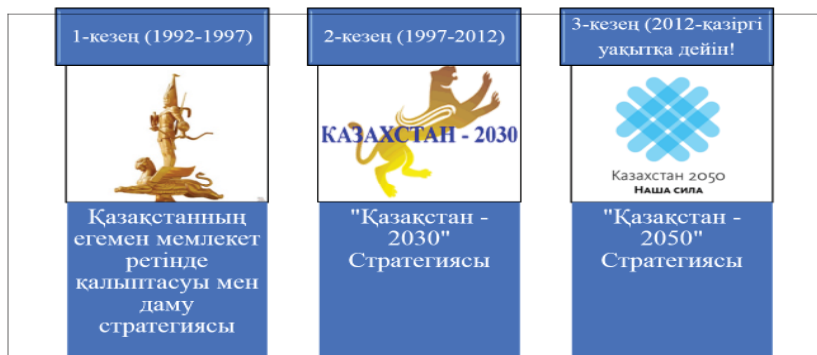 1-кезең (1992-1997)
Қазақстанның
егемен мемлекет
ретінде
қалыптасуы мен
даму
стратегиясы
2-кезең (1997-2012)
КАЗАХСТАН - 2030
"Қазақстан -
2030"
Стратегиясы
3-кезең (2012-қазіргі
уақытқа дейін!
Казахстан 2050
НАША СИЛА
"Қазақстан -
2050"
Стратегиясы